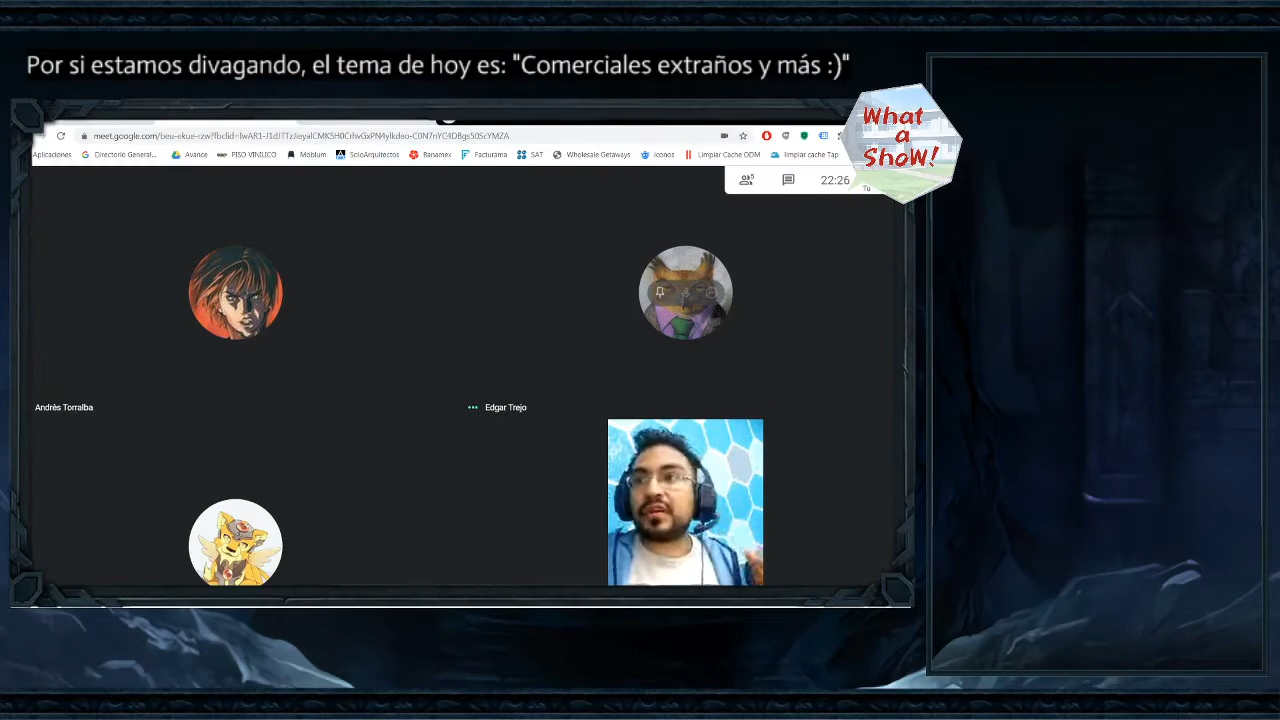 Por si estamos divagando, el tema de hoy es: "Comerciales extraños y más :)"
What
a
ShoW!
Aplicaciones Directorio General... Avance PISO VINILICO Moblum SoloArquitectos Banamex Facturama SAT Wholesale Getaways Iconos Limpiar Cache ODM limpiar cache Tap
5 22:26
Tu
Andrès Torralba
Edgar Trejo